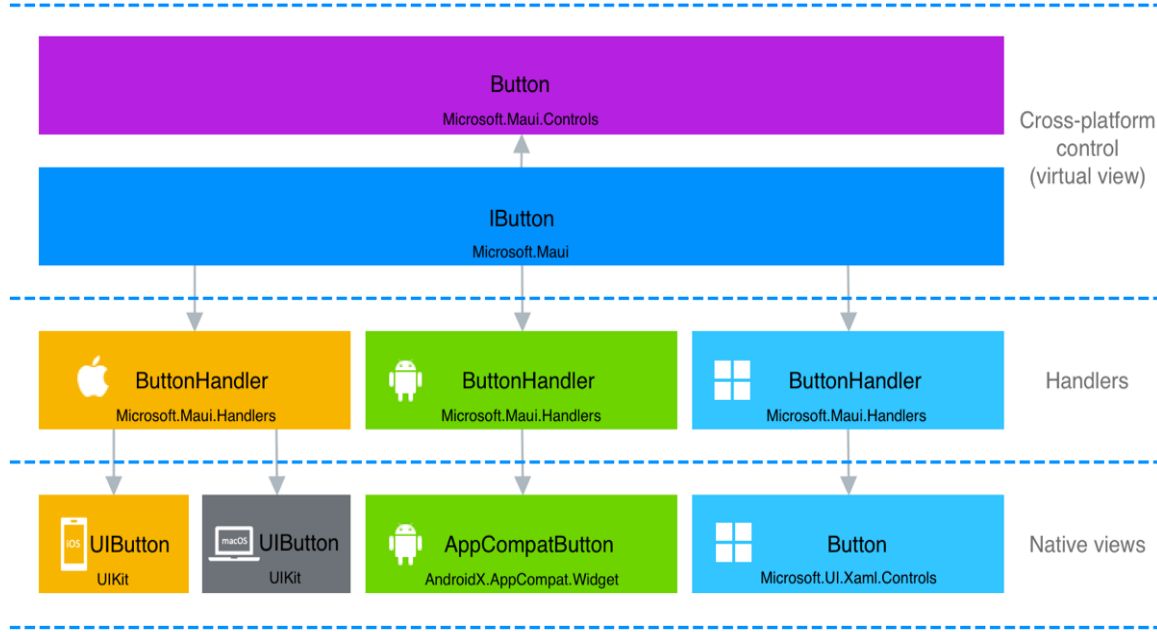 Button
Microsoft.Maui.Controls
Cross-platform
control
(virtual view)
IButton
Microsoft.Maui
ButtonHandler
Microsoft.Maui.Handlers
ButtonHandler
Microsoft.Maui.Handlers
ButtonHandler
Microsoft.Maui.Handlers
Handlers
iOS
UIButton
UIKit
macOS
UIButton
UIKit
AppCompatButton
AndroidX.AppCompat.Widget
Button
Microsoft.UI.Xaml.Controls
Native views